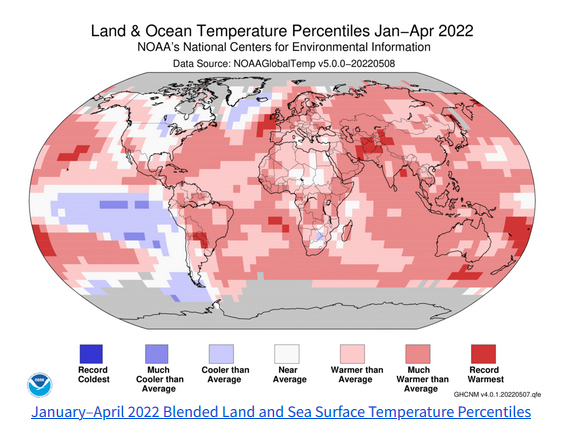 Land & Ocean Temperature Percentiles Jan–Apr 2022
NOAA's National Centers for Environmental Information
Data Source: NOAAGlobalTemp v5.0.0–20220508
Record Coldest
Much Cooler than Average
Cooler than Average
Near Average
Warmer than Average
Much Warmer than Average
Record Warmest
NOAA
GHCNM v4.0.1.20220507.qfe
January–April 2022 Blended Land and Sea Surface Temperature Percentiles